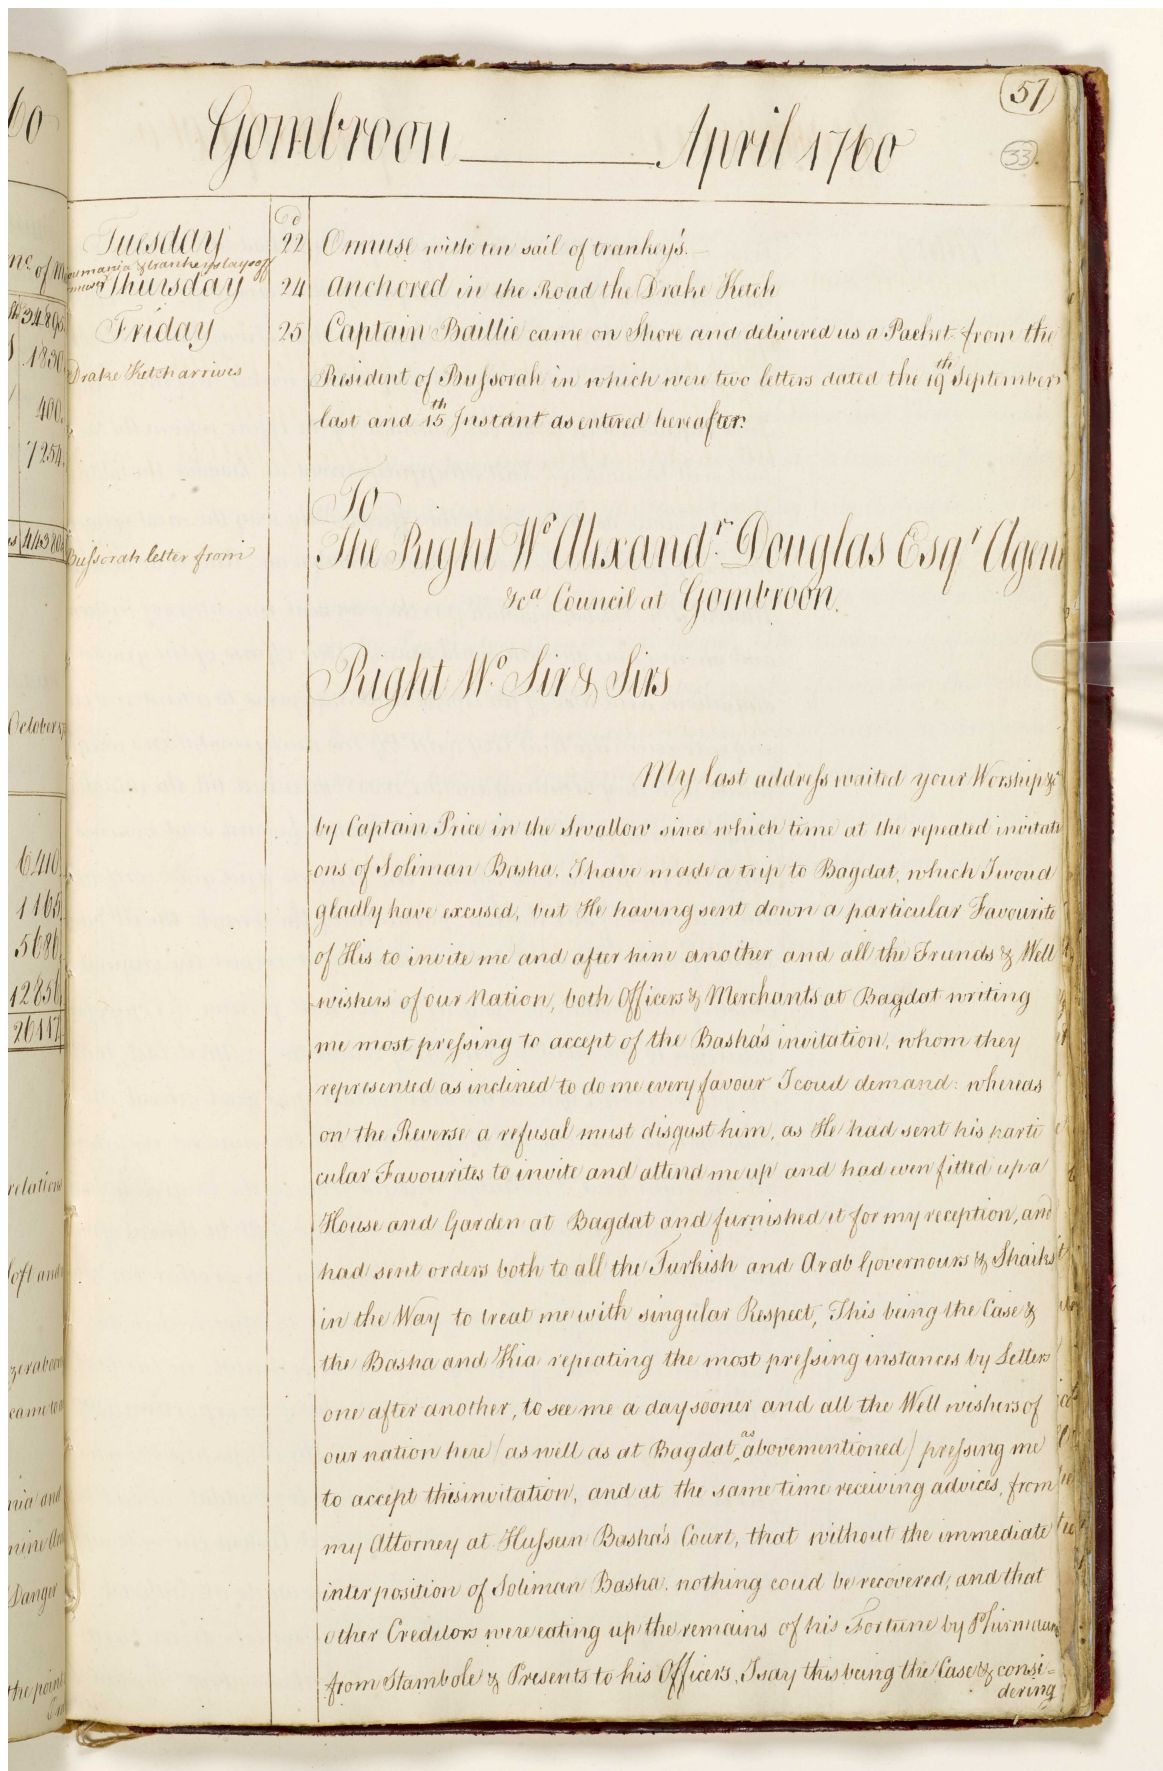 57
Gombroon April 1760
33
Tuesday 22 Ormuse with ten sail of trankey's.
Thursday 24 Anchored in the Road the Drake Ketch
Friday 25 Captain Baillie came on Shore and delivered us a Packet from the
Drake Ketch arrives
Resident of Bussorah in which were two letters dated the 19th September
last and 15th Instant as entered hereafter.
To
Bussorah letter from
The Right Wo. Alexandr. Douglas Esqr Agent
&ca Council at Gombroon.
Right Wo. Sir & Sirs
My last address waited your Worship &c
by Captain Price in the Swallow since which time at the repeated invitati
ons of Soliman Basha. I have made a trip to Bagdat, which I woud
gladly have excused, but He having sent down a particular Favourite
of His to invite me and after him another and all the Friends & Well
wishers of our Nation, both Officers & Merchants at Bagdat writing
me most pressing to accept of the Basha's invitation, whom they
represented as inclined to do me every favour I coud demand: whereas
on the Reverse a refusal must disgust him, as He had sent his parti
cular Favourites to invite and attend me up and had even fitted up a
House and Garden at Bagdat and furnished it for my reception, and
had sent orders both to all the Turkish and Arab Governours & Shaiks
in the Way to treat me with singular Respect, This being the Case &
the Basha and Kia repeating the most pressing instances by Letters
one after another, to see me a day sooner and all the Well wishers of
our nation here (as well as at Bagdat as abovementioned) pressing me
to accept this invitation, and at the same time receiving advices, from
my Attorney at Hussein Basha's Court, that without the immediate
interposition of Soliman Basha. nothing coud be recovered, and that
other Creditors were eating up the remains of his Fortune by Phirmaunds
from Stambole & Presents to his Officers, I say this being the Case & consi=
dering